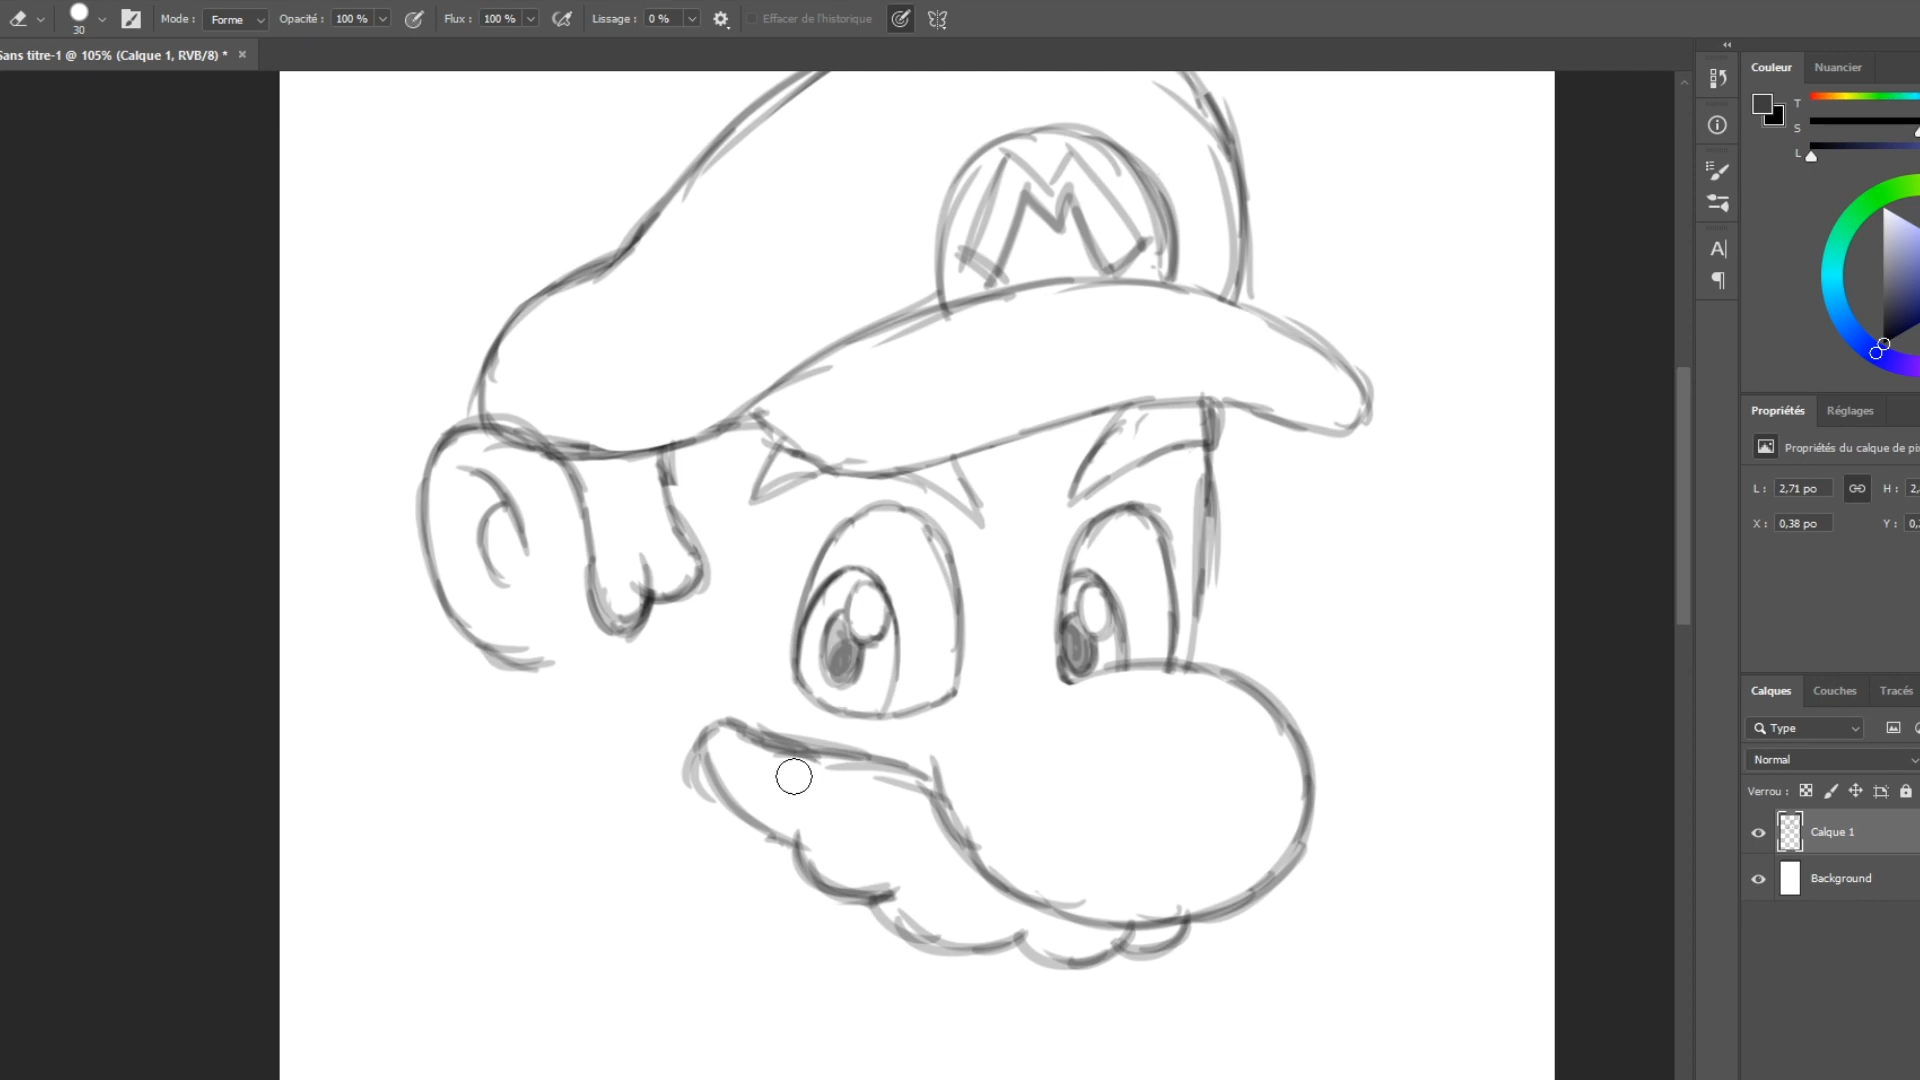 30
Mode : Forme Opacité : 100 % Flux : 100 % Lissage : 0 % Effacer de l'historique
Sans titre-1 @ 105% (Calque 1, RVB/8) * ×
Couleur Nuancier
T
S
L
M
A
Propriétés Réglages
Propriétés du calque de
L : 2,71 po H : 2,
X : 0,38 po Y : 0,
Calques Couches Tracés
Type
Normal
Verrou :
Calque 1
Background